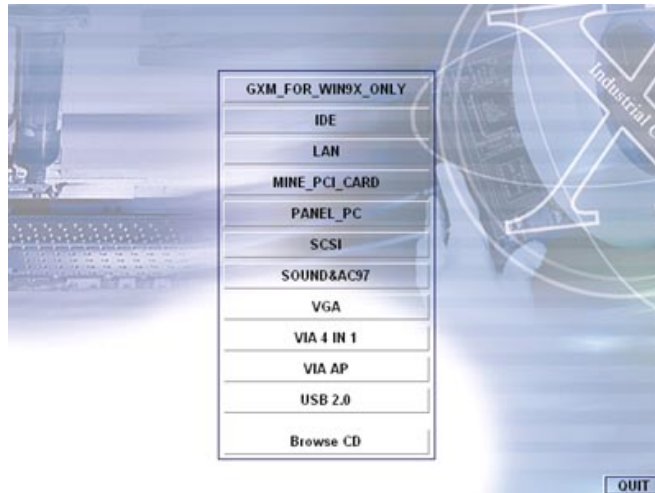 GXM_FOR_WIN9X_ONLY
IDE
LAN
MINE_PCI_CARD
PANEL_PC
SCSI
SOUND&AC97
VGA
VIA 4 IN 1
VIA AP
USB 2.0
Browse CD
QUIT
X
Industrial